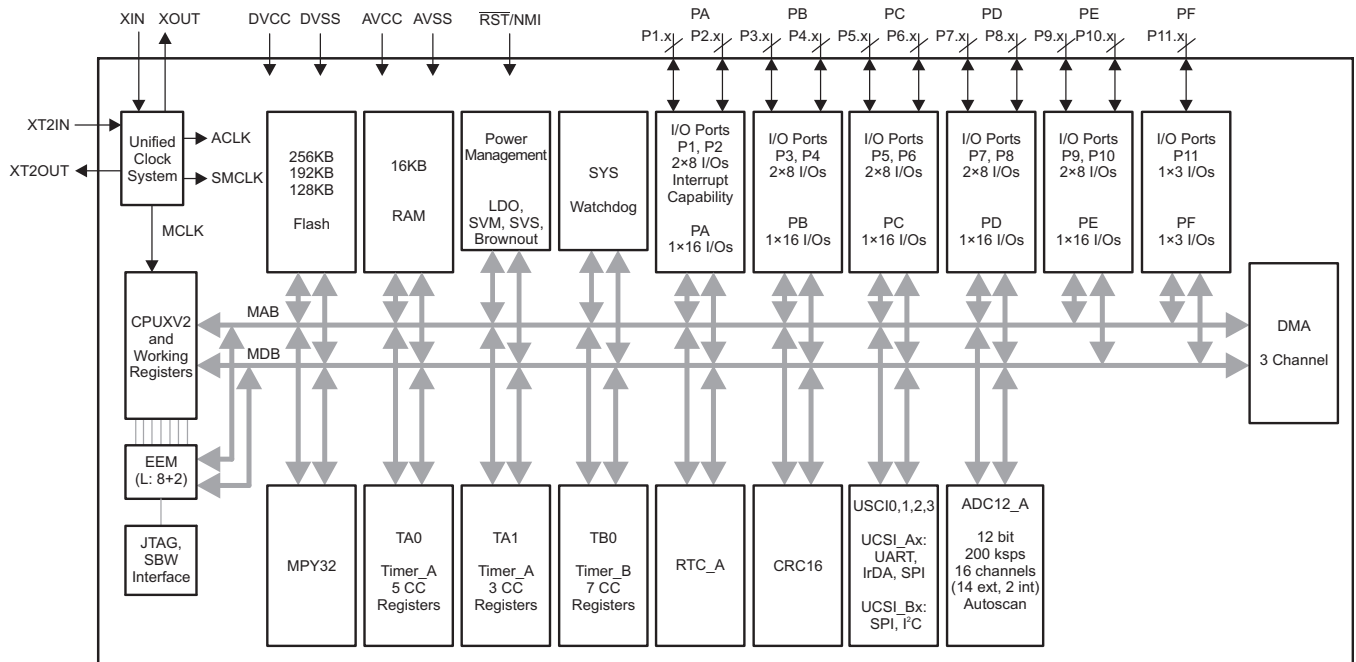 XIN XOUT DVCC DVSS AVCC AVSS RST/NMI PA PB PC PD PE PF
P1.x P2.x P3.x P4.x P5.x P6.x P7.x P8.x P9.x P10.x P11.x
XT2IN
XT2OUT
Unified
Clock
System
ACLK
SMCLK
MCLK
256KB
192KB
128KB
Flash
16KB
RAM
Power
Management
LDO,
SVM, SVS,
Brownout
SYS
Watchdog
I/O Ports
P1, P2
2×8 I/Os
Interrupt
Capability
PA
1×16 I/Os
I/O Ports
P3, P4
2×8 I/Os
PB
1×16 I/Os
I/O Ports
P5, P6
2×8 I/Os
PC
1×16 I/Os
I/O Ports
P7, P8
2×8 I/Os
PD
1×16 I/Os
I/O Ports
P9, P10
2×8 I/Os
PE
1×16 I/Os
I/O Ports
P11
1×3 I/Os
PF
1×3 I/Os
CPUXV2
and
Working
Registers
MAB
MDB
DMA
3 Channel
EEM
(L: 8+2)
JTAG,
SBW
Interface
MPY32
TA0
Timer_A
5 CC
Registers
TA1
Timer_A
3 CC
Registers
TB0
Timer_B
7 CC
Registers
RTC_A
CRC16
USCI0,1,2,3
UCSI_Ax:
UART,
IrDA, SPI
UCSI_Bx:
SPI, I²C
ADC12_A
12 bit
200 ksps
16 channels
(14 ext, 2 int)
Autoscan